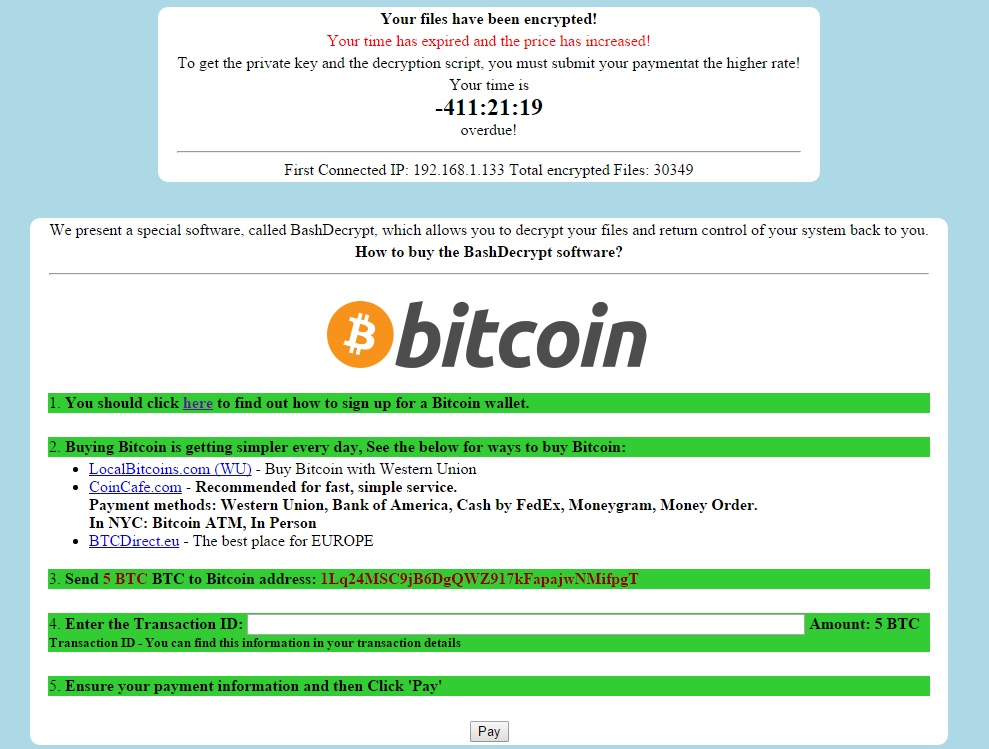 Your files have been encrypted!
Your time has expired and the price has increased!
To get the private key and the decryption script, you must submit your paymentat the higher rate!
Your time is
-411:21:19
overdue!
First Connected IP: 192.168.1.133 Total encrypted Files: 30349
We present a special software, called BashDecrypt, which allows you to decrypt your files and return control of your system back to you.
How to buy the BashDecrypt software?
bitcoin
1. You should click here to find out how to sign up for a Bitcoin wallet.
2. Buying Bitcoin is getting simpler every day, See the below for ways to buy Bitcoin:
• LocalBitcoins.com (WU) - Buy Bitcoin with Western Union
• CoinCafe.com - Recommended for fast, simple service.
Payment methods: Western Union, Bank of America, Cash by FedEx, Moneygram, Money Order.
In NYC: Bitcoin ATM, In Person
• BTCDirect.eu - The best place for EUROPE
3. Send 5 BTC BTC to Bitcoin address: 1Lq24MSC9jB6DgQWZ917kFapajwNMifpgT
4. Enter the Transaction ID: Amount: 5 BTC
Transaction ID - You can find this information in your transaction details
5. Ensure your payment information and then Click 'Pay'
Pay